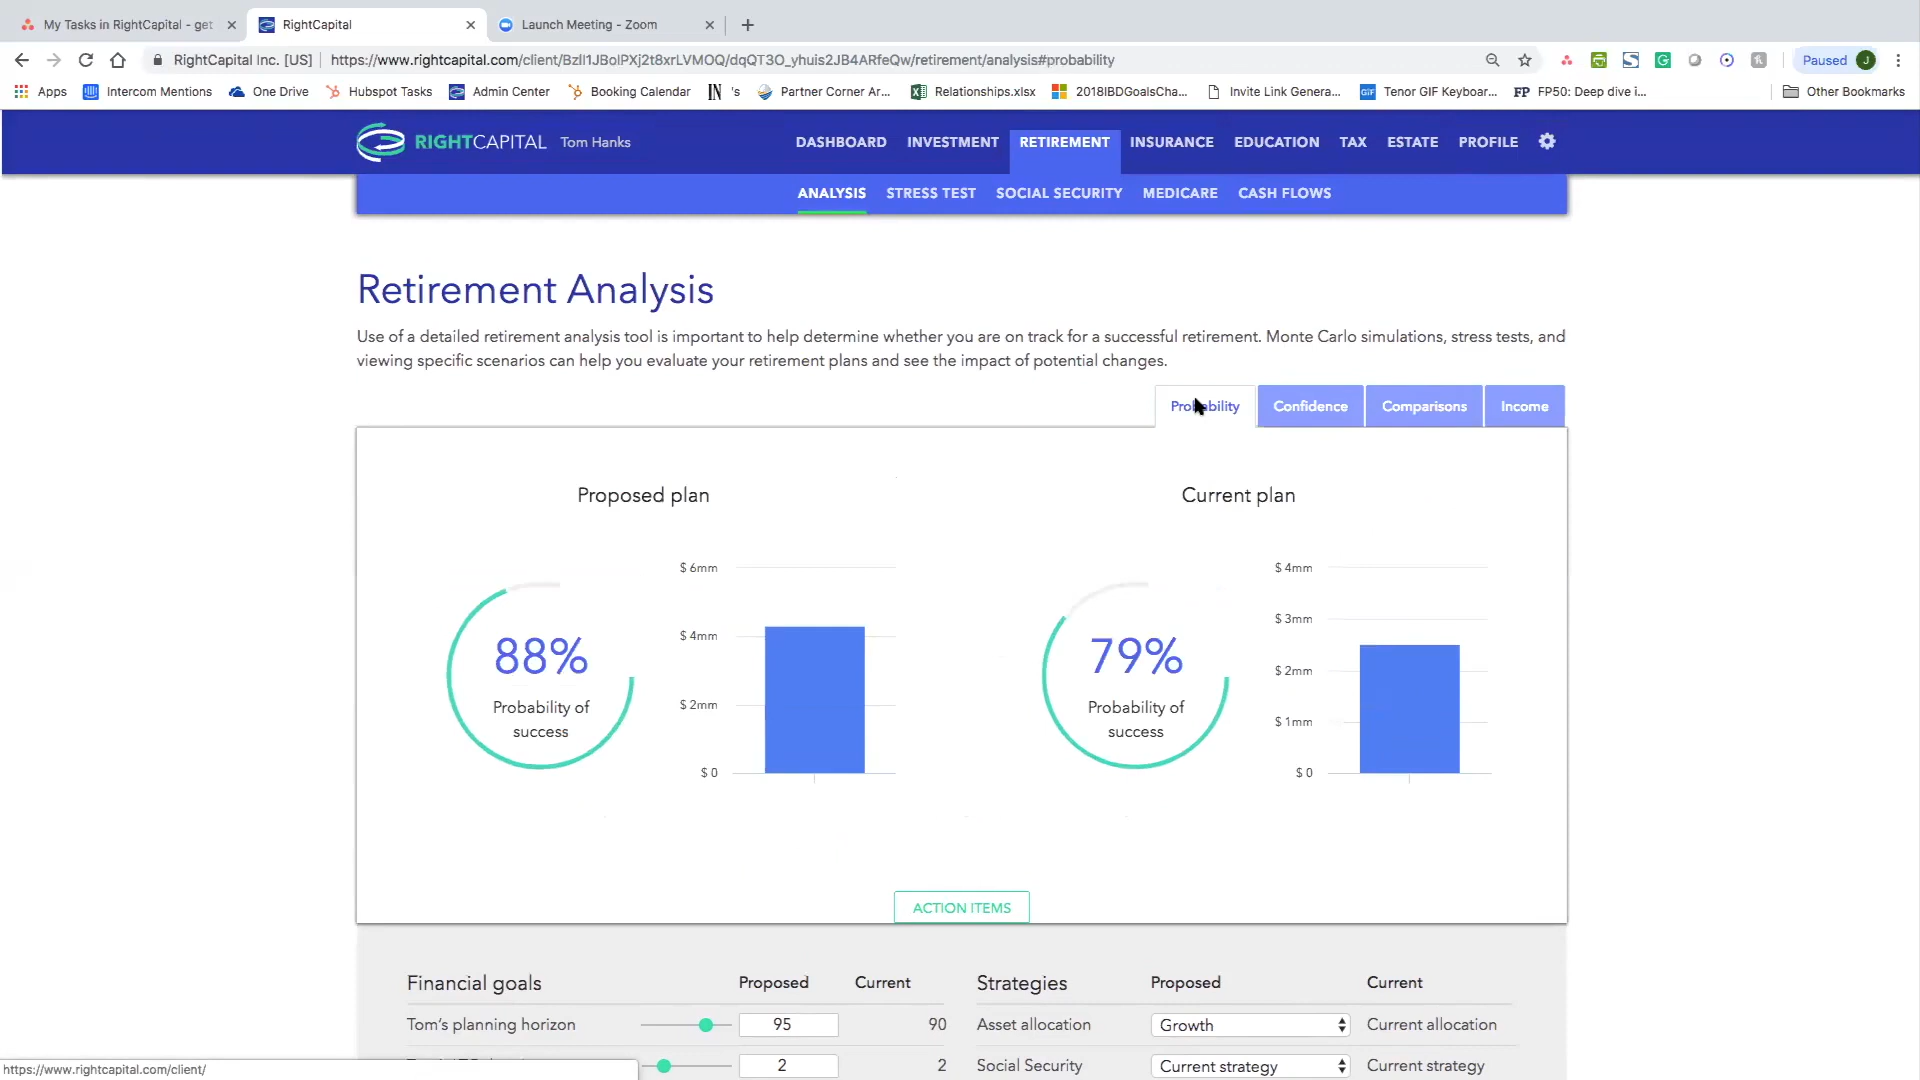 My Tasks in RightCapital - get
RightCapital
Launch Meeting - Zoom
RightCapital Inc. [US] | https://www.rightcapital.com/client/BzlI1JBolPXj2t8xrLVMOQ/dqQT3O_yhuis2JB4ARfeQw/retirement/analysis#probability
Paused J
Apps Intercom Mentions One Drive Hubspot Tasks Admin Center Booking Calendar IN 's Partner Corner Ar... Relationships.xlsx 2018IBDGoalsCha... Invite Link Genera... GIF Tenor GIF Keyboar... FP FP50: Deep dive i... Other Bookmarks
RIGHTCAPITAL Tom Hanks DASHBOARD INVESTMENT RETIREMENT INSURANCE EDUCATION TAX ESTATE PROFILE
ANALYSIS STRESS TEST SOCIAL SECURITY MEDICARE CASH FLOWS
Retirement Analysis
Use of a detailed retirement analysis tool is important to help determine whether you are on track for a successful retirement. Monte Carlo simulations, stress tests, and
viewing specific scenarios can help you evaluate your retirement plans and see the impact of potential changes.
Probability Confidence Comparisons Income
Proposed plan
88%
Probability of
success
$ 6mm
$ 4mm
$ 2mm
$ 0
Current plan
79%
Probability of
success
$ 4mm
$ 3mm
$ 2mm
$ 1mm
$ 0
ACTION ITEMS
Financial goals Proposed Current
Tom's planning horizon 95 90
2 2
Strategies Proposed Current
Asset allocation Growth Current allocation
Social Security Current strategy Current strategy
https://www.rightcapital.com/client/